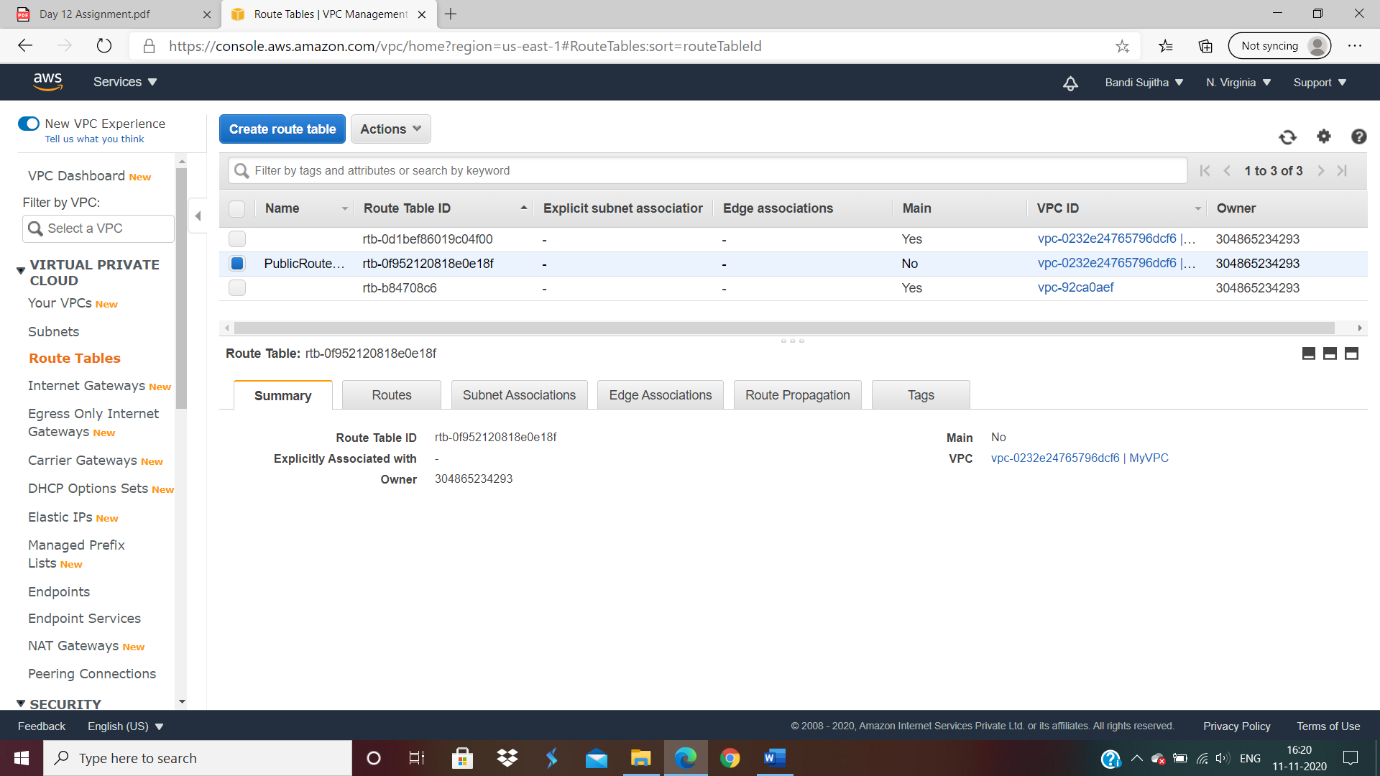 Day 12 Assignment.pdf
Route Tables | VPC Management
https://console.aws.amazon.com/vpc/home?region=us-east-1#RouteTables:sort=routeTableId
Not syncing
aws
Services
Bandi Sujitha
N. Virginia
Support
New VPC Experience
Tell us what you think
Create route table
Actions
VPC Dashboard New
Filter by VPC:
Select a VPC
VIRTUAL PRIVATE
CLOUD
Your VPCs New
Subnets
Route Tables
Internet Gateways New
Egress Only Internet
Gateways New
Carrier Gateways New
DHCP Options Sets New
Elastic IPs New
Managed Prefix
Lists New
Endpoints
Endpoint Services
NAT Gateways New
Peering Connections
SECURITY
Filter by tags and attributes or search by keyword
1 to 3 of 3
Name Route Table ID Explicit subnet association Edge associations Main VPC ID Owner
rtb-0d1bef86019c04f00 - - Yes vpc-0232e24765796dcf6 |... 304865234293
PublicRoute... rtb-0f952120818e0e18f - - No vpc-0232e24765796dcf6 |... 304865234293
rtb-b84708c6 - - Yes vpc-92ca0aef 304865234293
Route Table: rtb-0f952120818e0e18f
Summary Routes Subnet Associations Edge Associations Route Propagation Tags
Route Table ID rtb-0f952120818e0e18f
Main No
Explicitly Associated with -
VPC vpc-0232e24765796dcf6 | MyVPC
Owner 304865234293
Feedback
English (US)
© 2008 - 2020, Amazon Internet Services Private Ltd. or its affiliates. All rights reserved.
Privacy Policy
Terms of Use
Type here to search
ENG
16:20
11-11-2020